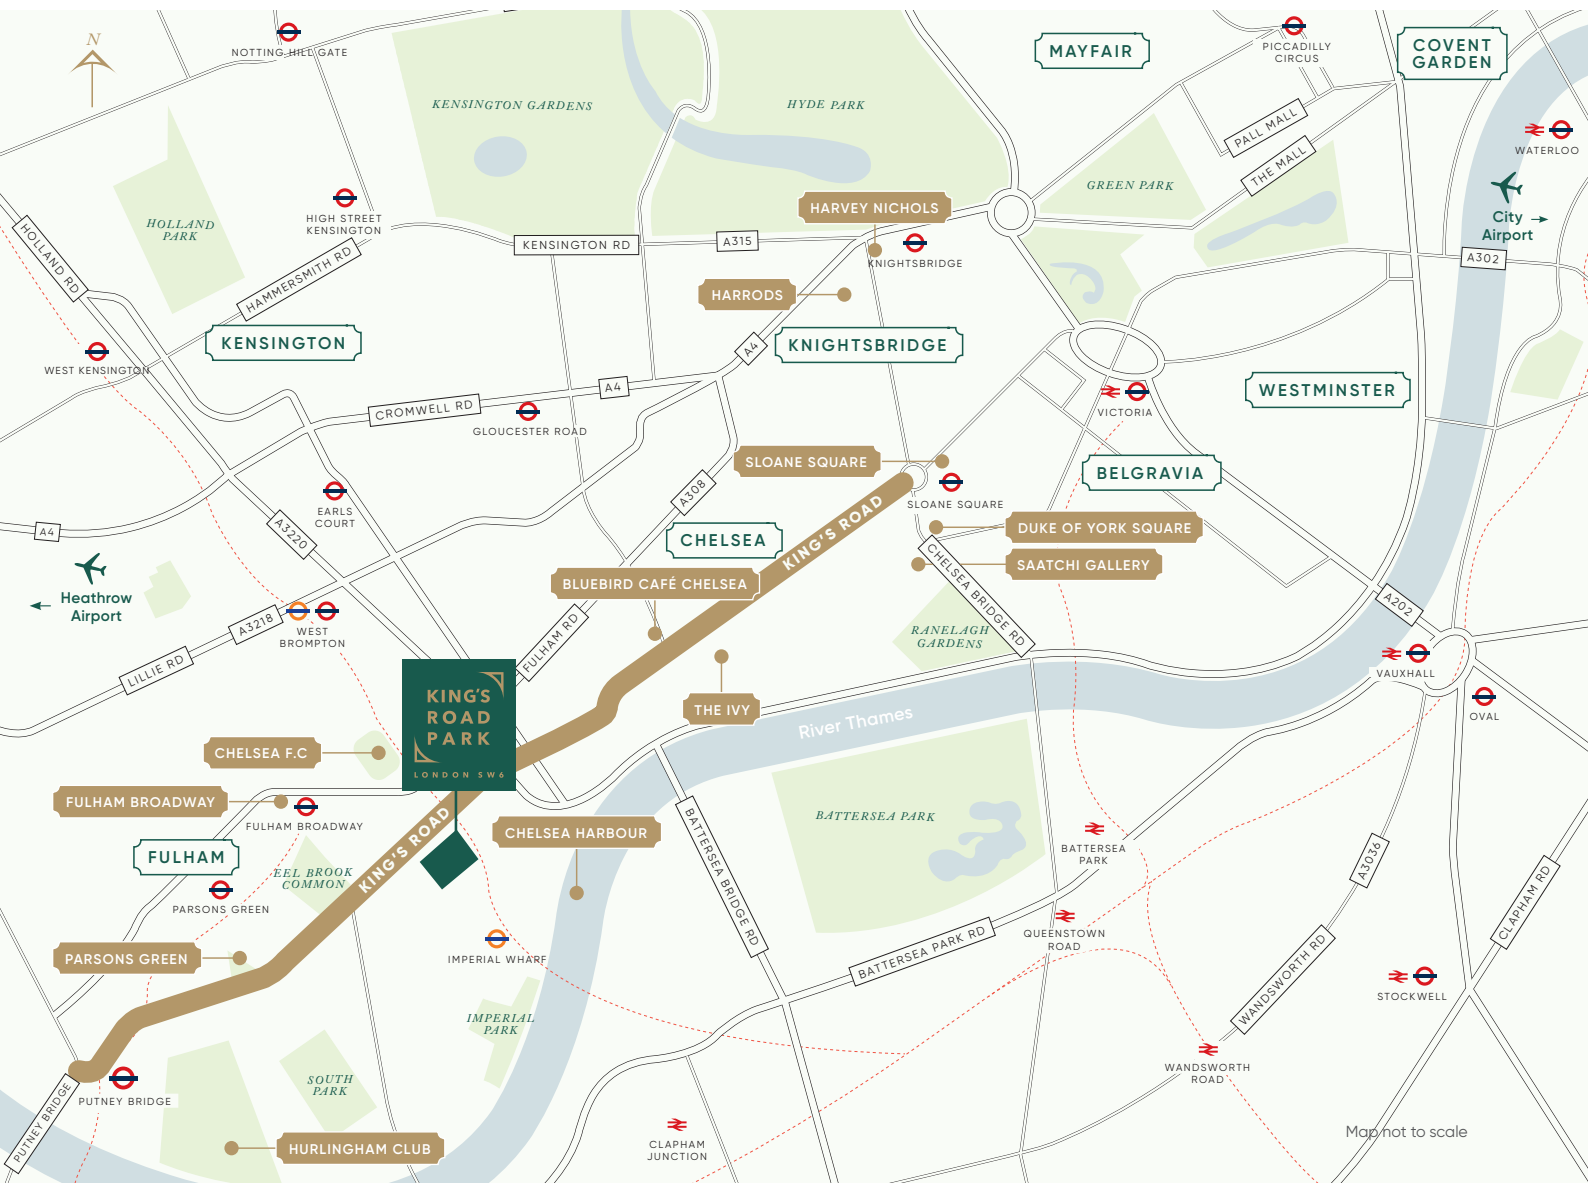 N
NOTTING HILL GATE
KENSINGTON GARDENS
HYDE PARK
MAYFAIR
PICCADILLY
CIRCUS
COVENT
GARDEN
PALL MALL
THE MALL
WATERLOO
City
Airport
A302
GREEN PARK
HOLLAND
PARK
HIGH STREET
KENSINGTON
HOLLAND RD
HAMMERSMITH RD
KENSINGTON RD
A315
HARVEY NICHOLS
KNIGHTSBRIDGE
HARRODS
KENSINGTON
KNIGHTSBRIDGE
A4
WEST KENSINGTON
A4
CROMWELL RD
GLOUCESTER ROAD
VICTORIA
WESTMINSTER
SLOANE SQUARE
BELGRAVIA
SLOANE SQUARE
A308
EARLS
COURT
A4
A3220
CHELSEA
KING'S ROAD
DUKE OF YORK SQUARE
SAATCHI GALLERY
CHELSEA BRIDGE RD
Heathrow
Airport
BLUEBIRD CAFÉ CHELSEA
A202
A3218
WEST
BROMPTON
FULHAM RD
RANELAGH
GARDENS
LILLIE RD
VAUXHALL
OVAL
KING'S
ROAD
PARK
LONDON SW6
THE IVY
River Thames
CHELSEA F.C
FULHAM BROADWAY
FULHAM BROADWAY
KING'S ROAD
CHELSEA HARBOUR
BATTERSEA BRIDGE RD
BATTERSEA PARK
BATTERSEA
PARK
A3036
FULHAM
EEL BROOK
COMMON
PARSONS GREEN
CLAPHAM RD
PARSONS GREEN
IMPERIAL WHARF
BATTERSEA PARK RD
QUEENSTOWN
ROAD
WANDSWORTH RD
STOCKWELL
IMPERIAL
PARK
WANDSWORTH
ROAD
SOUTH
PARK
PUTNEY BRIDGE
PUTNEY BRIDGE
HURLINGHAM CLUB
CLAPHAM
JUNCTION
Map not to scale